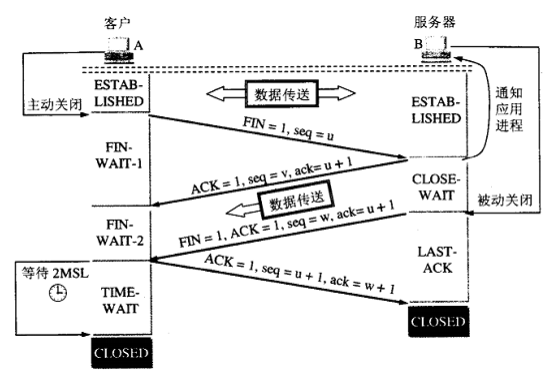 客户
服务器
A
B
主动关闭
ESTAB-
LISHED
数据传送
ESTAB-
LISHED
通知
应用
进程
FIN = 1, seq = u
FIN-
WAIT-1
ACK = 1, seq = v, ack= u + 1
CLOSE-
WAIT
数据传送
被动关闭
FIN-
WAIT-2
FIN = 1, ACK = 1, seq = w, ack= u + 1
LAST-
ACK
ACK = 1, seq = u + 1, ack = w + 1
等待 2MSL
TIME-
WAIT
CLOSED
CLOSED